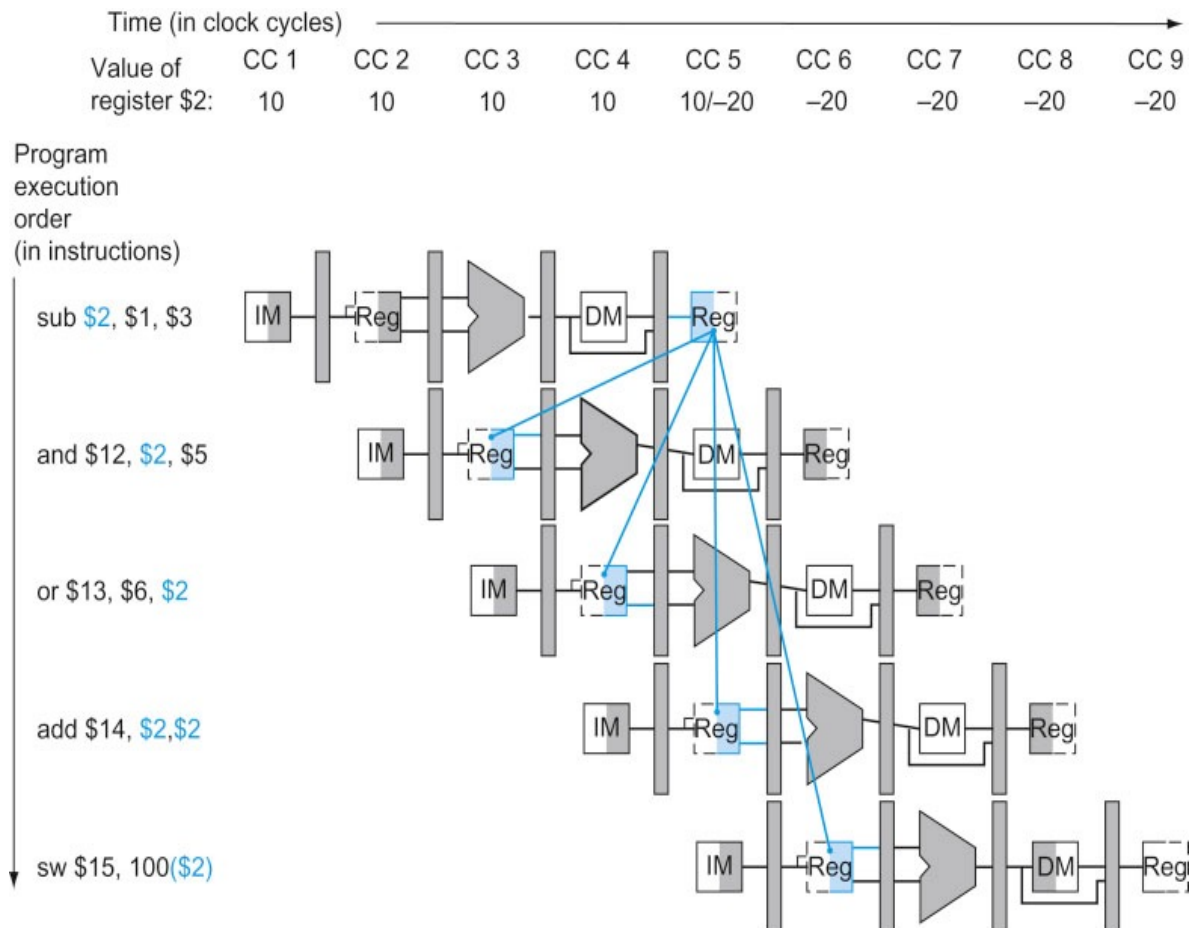 Time (in clock cycles)
Value of register $2:
CC 1 CC 2 CC 3 CC 4 CC 5 CC 6 CC 7 CC 8 CC 9
10 10 10 10 10/–20 –20 –20 –20 –20
Program
execution
order
(in instructions)
sub $2, $1, $3
IM Reg DM Reg
and $12, $2, $5
IM Reg DM Reg
or $13, $6, $2
IM Reg DM Reg
add $14, $2,$2
IM Reg DM Reg
sw $15, 100($2)
IM Reg DM Reg